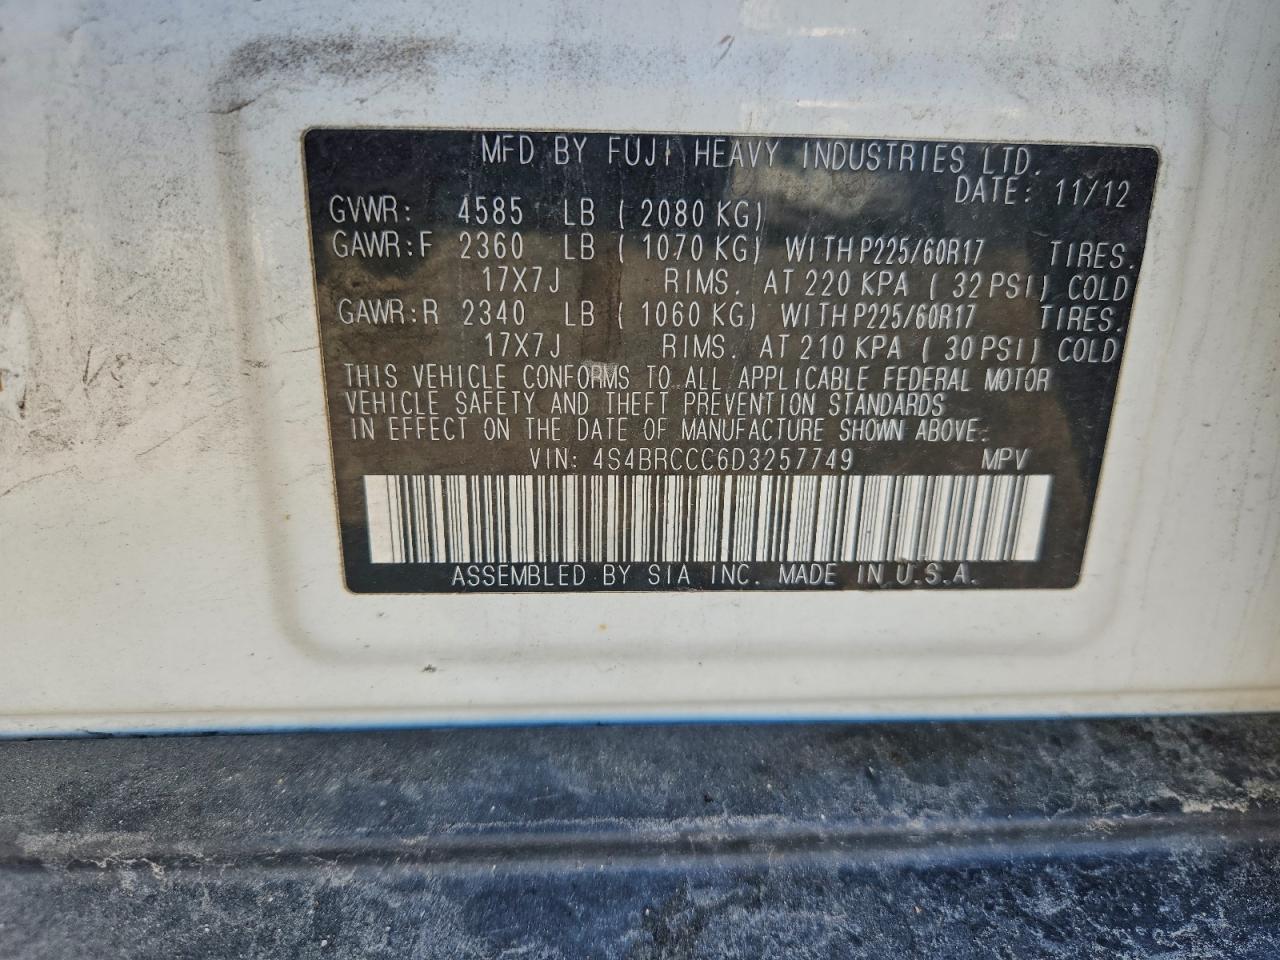 MFD BY FUJI HEAVY INDUSTRIES LTD.
DATE: 11/12
GVWR: 4585 LB ( 2080 KG)
GAWR:F 2360 LB ( 1070 KG) WITH P225/60R17 TIRES.
17X7J RIMS. AT 220 KPA ( 32 PSI) COLD
GAWR:R 2340 LB ( 1060 KG) WITH P225/60R17 TIRES.
17X7J RIMS. AT 210 KPA ( 30 PSI) COLD
THIS VEHICLE CONFORMS TO ALL APPLICABLE FEDERAL MOTOR
VEHICLE SAFETY AND THEFT PREVENTION STANDARDS
IN EFFECT ON THE DATE OF MANUFACTURE SHOWN ABOVE.
VIN: 4S4BRCCC6D3257749 MPV
ASSEMBLED BY SIA INC. MADE IN U.S.A.